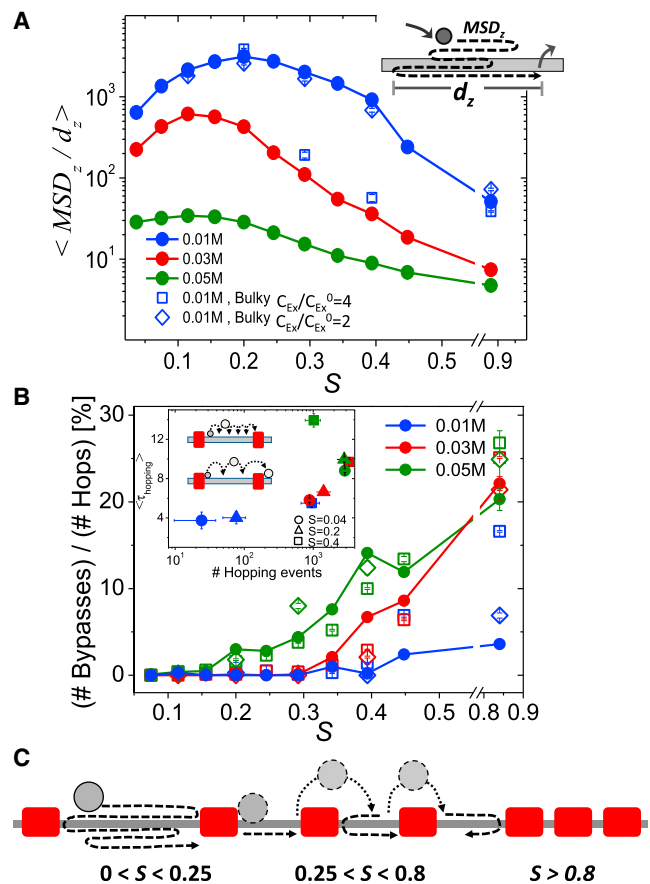 A
MSD_z
d_z
< MSD_z / d_z >
10^3
10^2
10^1
0.01M
0.03M
0.05M
0.01M , Bulky C_Ex/C_Ex^0=4
0.01M , Bulky C_Ex/C_Ex^0=2
0.1 0.2 0.3 0.4 0.5 0.9
S
B
(# Bypasses) / (# Hops) [%]
30
20
10
0
0.01M
0.03M
0.05M
<τ_hopping>
12
8
4
S=0.04
S=0.2
S=0.4
10^1 10^2 10^3
# Hopping events
0.1 0.2 0.3 0.4 0.5 0.8 0.9
S
C
0 < S < 0.25 0.25 < S < 0.8 S > 0.8